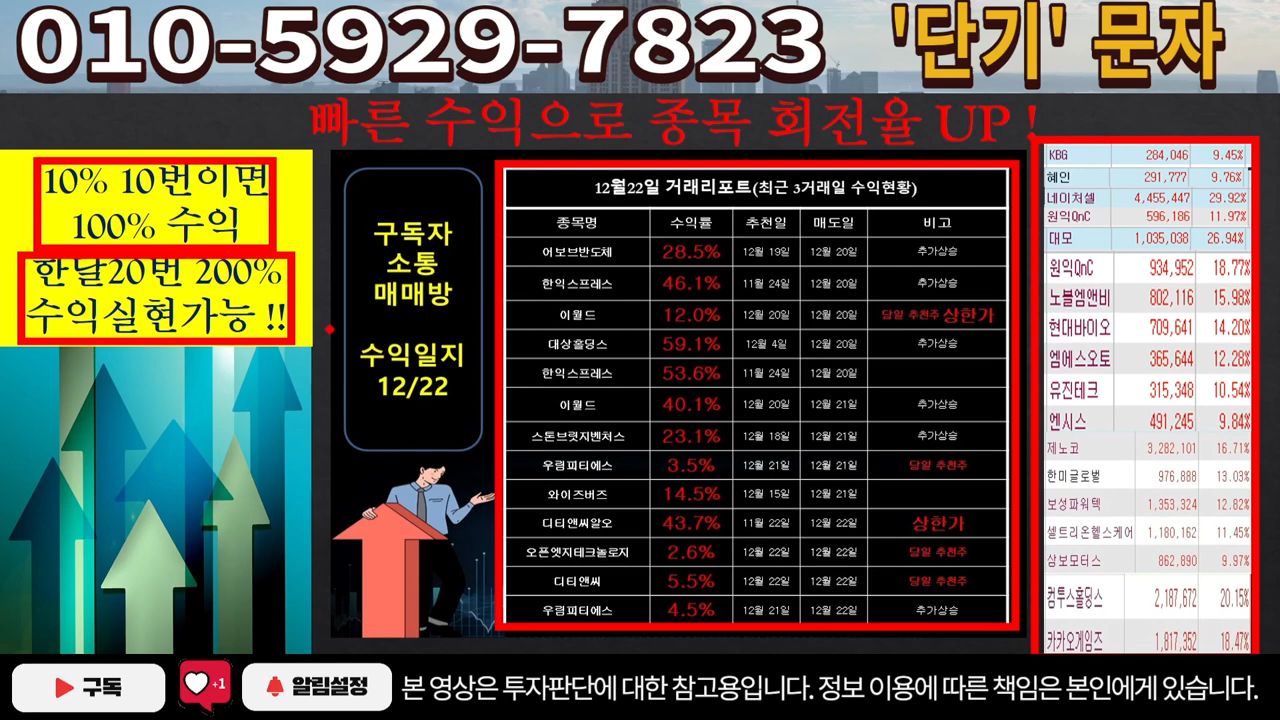 010-5929-7823 '단기' 문자
빠른 수익으로 종목 회전율 UP !
10% 10번이면
100% 수익
한달20번 200%
수익실현가능 !!
구독자
소통
매매방
수익일지
12/22
12월22일 거래리포트(최근 3거래일 수익현황)
종목명 수익률 추천일 매도일 비고
어보브반도체 28.5% 12월 19일 12월 20일 추가상승
한익스프레스 46.1% 11월 24일 12월 20일 추가상승
이월드 12.0% 12월 20일 12월 20일 당일 추천주 상한가
대상홀딩스 59.1% 12월 4일 12월 20일 추가상승
한익스프레스 53.6% 11월 24일 12월 20일
이월드 40.1% 12월 20일 12월 21일 추가상승
스톤브릿지벤처스 23.1% 12월 18일 12월 21일 추가상승
우림피티에스 3.5% 12월 21일 12월 21일 당일 추천주
와이즈버즈 14.5% 12월 15일 12월 21일
디티앤씨알오 43.7% 11월 22일 12월 22일 상한가
오픈엣지테크놀로지 2.6% 12월 22일 12월 22일 당일 추천주
디티앤씨 5.5% 12월 22일 12월 22일 당일 추천주
우림피티에스 4.5% 12월 21일 12월 22일 추가상승
KBG 284,046 9.45%
혜인 291,777 9.76%
네이처셀 4,455,447 29.92%
원익QnC 596,186 11.97%
대모 1,035,038 26.94%
원익QnC 934,952 18.77%
노블엠앤비 802,116 15.98%
현대바이오 709,641 14.20%
엠에스오토 365,644 12.28%
유진테크 315,348 10.54%
엔시스 491,245 9.84%
제노코 3,282,101 16.71%
한미글로벌 976,888 13.03%
보성파워텍 1,353,324 12.82%
셀트리온헬스케어 1,180,162 11.45%
삼보모터스 862,890 9.97%
컴투스홀딩스 2,187,672 20.15%
카카오게임즈 1,817,352 18.47%
구독 +1 알림설정 본 영상은 투자판단에 대한 참고용입니다. 정보 이용에 따른 책임은 본인에게 있습니다.